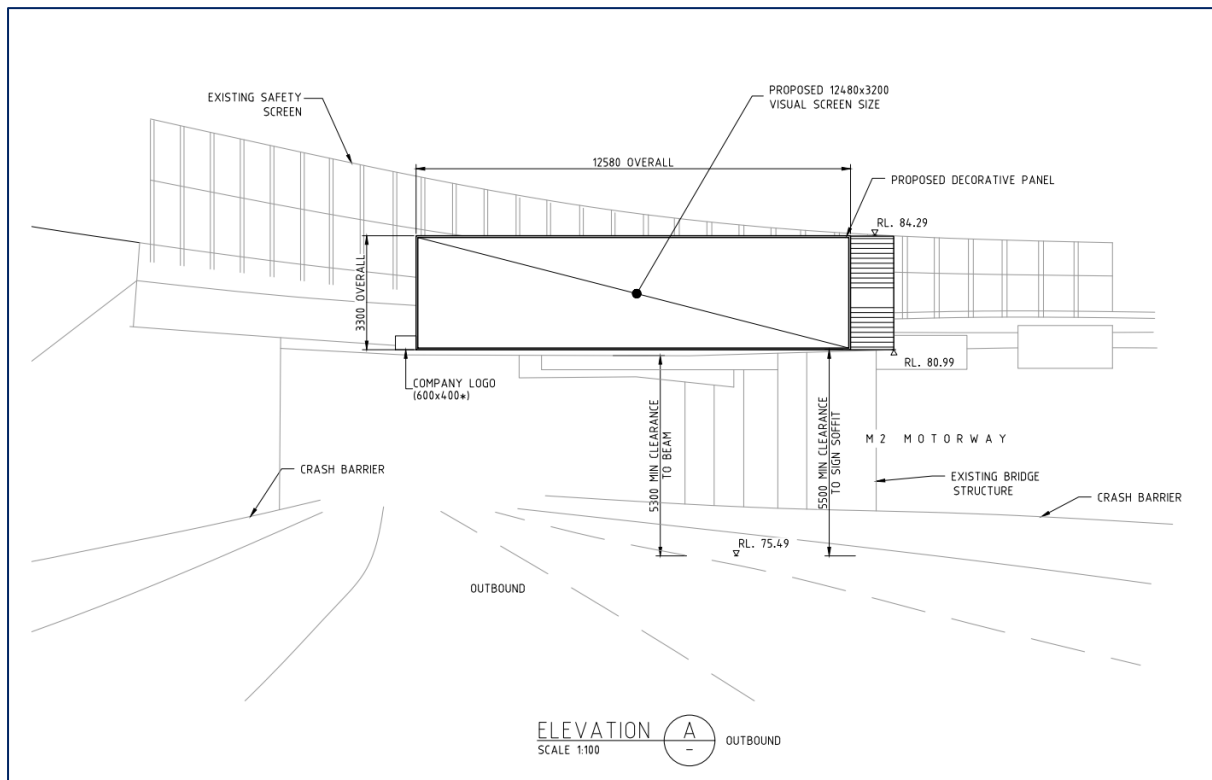 EXISTING SAFETY
SCREEN
PROPOSED 12480x3200
VISUAL SCREEN SIZE
12580 OVERALL
PROPOSED DECORATIVE PANEL
RL. 84.29
3300 OVERALL
RL. 80.99
COMPANY LOGO
(600x400*)
5300 MIN CLEARANCE
TO BEAM
5500 MIN CLEARANCE
TO SIGN SOFFIT
M2 MOTORWAY
CRASH BARRIER
EXISTING BRIDGE
STRUCTURE
CRASH BARRIER
RL. 75.49
OUTBOUND
ELEVATION
SCALE 1:100
A
-
OUTBOUND